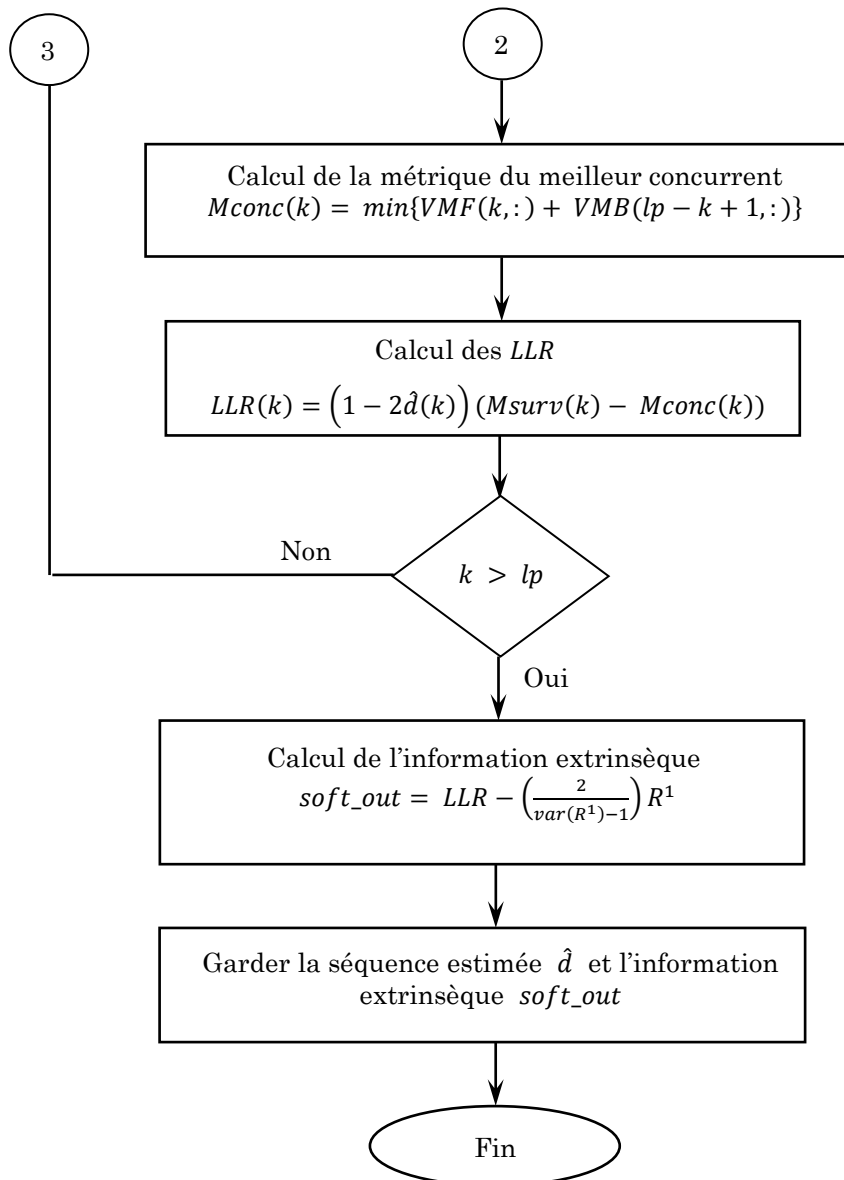 3
2
Calcul de la métrique du meilleur concurrent
Mconc(k) = min{VMF(k,:) + VMB(lp − k + 1,:)}
Calcul des LLR
LLR(k) = (1 − 2d̂(k)) (Msurv(k) − Mconc(k))
Non
k > lp
Oui
Calcul de l’information extrinsèque
soft_out = LLR − (2/(var(R¹)−1)) R¹
Garder la séquence estimée d̂ et l’information
extrinsèque soft_out
Fin